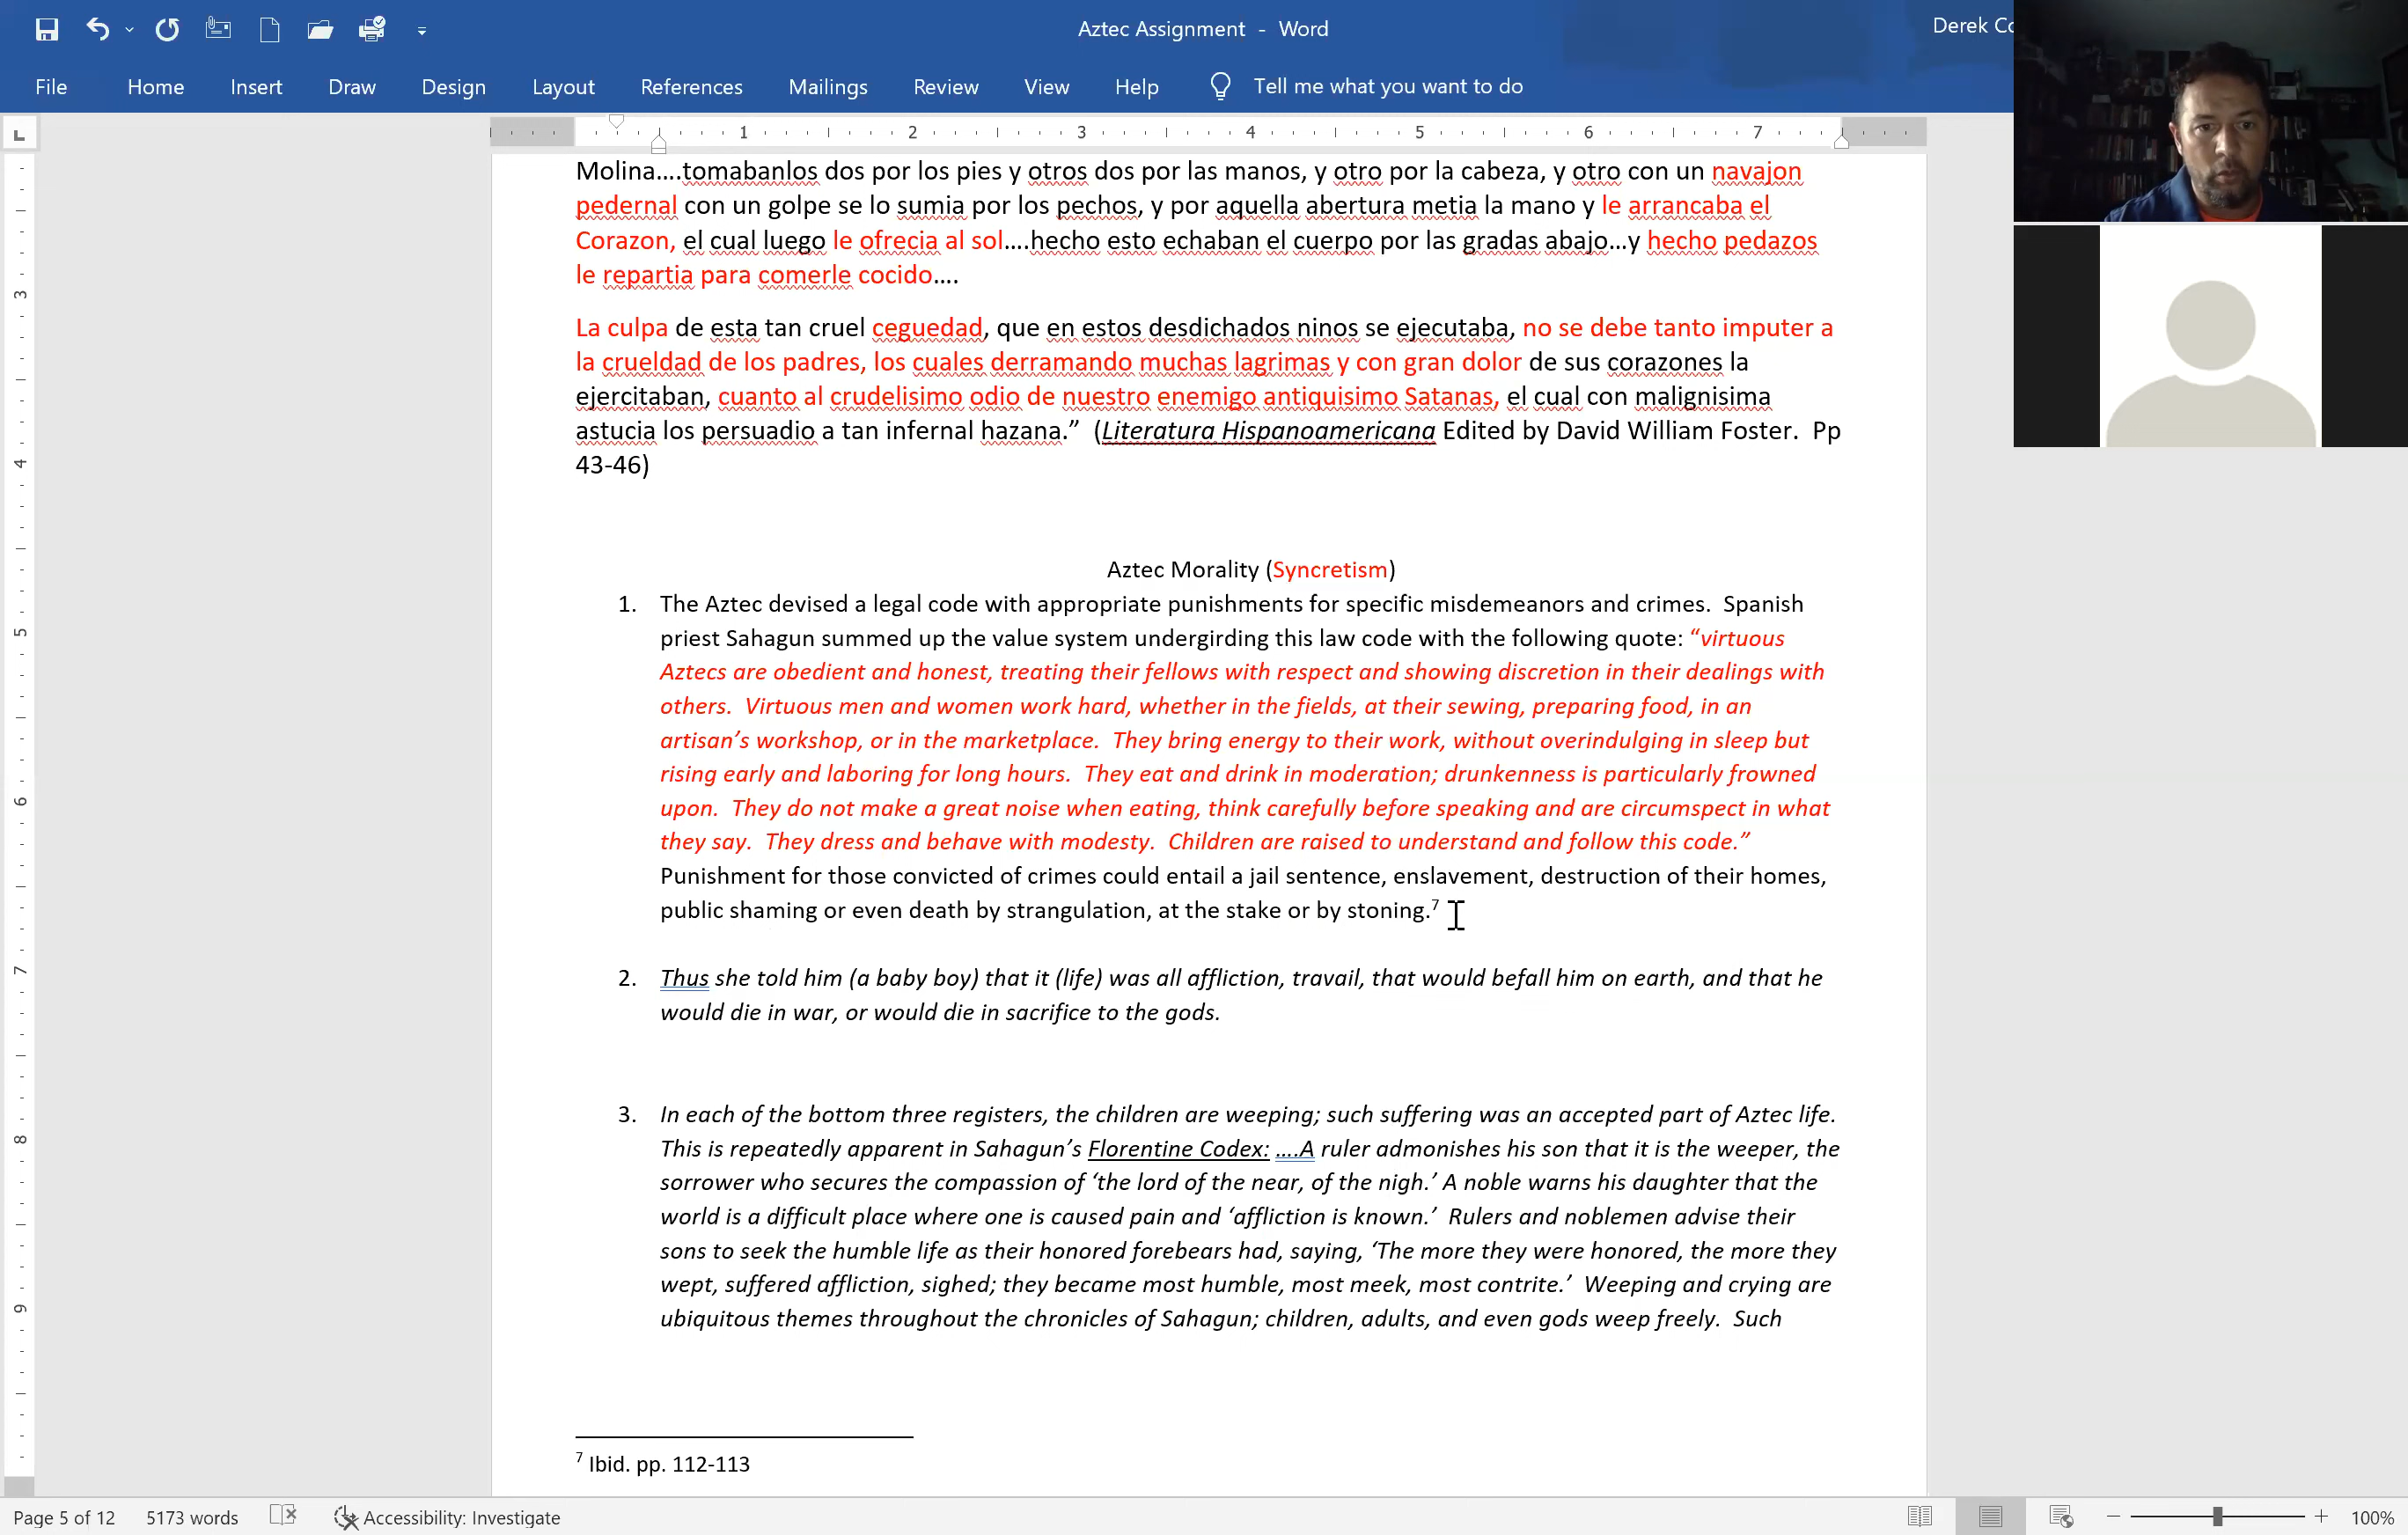 Aztec Assignment - Word
Derek Co
File Home Insert Draw Design Layout References Mailings Review View Help Tell me what you want to do
1 2 3 4 5 6 7
Molina....tomabanlos dos por los pies y otros dos por las manos, y otro por la cabeza, y otro con un navajon
pedernal con un golpe se lo sumia por los pechos, y por aquella abertura metia la mano y le arrancaba el
Corazon, el cual luego le ofrecia al sol....hecho esto echaban el cuerpo por las gradas abajo...y hecho pedazos
le repartia para comerle cocido....
La culpa de esta tan cruel ceguedad, que en estos desdichados ninos se ejecutaba, no se debe tanto imputer a
la crueldad de los padres, los cuales derramando muchas lagrimas y con gran dolor de sus corazones la
ejercitaban, cuanto al crudelisimo odio de nuestro enemigo antiquisimo Satanas, el cual con malignisima
astucia los persuadio a tan infernal hazana.” (Literatura Hispanoamericana Edited by David William Foster. Pp
43-46)
Aztec Morality (Syncretism)
1. The Aztec devised a legal code with appropriate punishments for specific misdemeanors and crimes. Spanish
priest Sahagun summed up the value system undergirding this law code with the following quote: “virtuous
Aztecs are obedient and honest, treating their fellows with respect and showing discretion in their dealings with
others. Virtuous men and women work hard, whether in the fields, at their sewing, preparing food, in an
artisan’s workshop, or in the marketplace. They bring energy to their work, without overindulging in sleep but
rising early and laboring for long hours. They eat and drink in moderation; drunkenness is particularly frowned
upon. They do not make a great noise when eating, think carefully before speaking and are circumspect in what
they say. They dress and behave with modesty. Children are raised to understand and follow this code.”
Punishment for those convicted of crimes could entail a jail sentence, enslavement, destruction of their homes,
public shaming or even death by strangulation, at the stake or by stoning.7
2. Thus she told him (a baby boy) that it (life) was all affliction, travail, that would befall him on earth, and that he
would die in war, or would die in sacrifice to the gods.
3. In each of the bottom three registers, the children are weeping; such suffering was an accepted part of Aztec life.
This is repeatedly apparent in Sahagun’s Florentine Codex: ....A ruler admonishes his son that it is the weeper, the
sorrower who secures the compassion of ‘the lord of the near, of the nigh.’ A noble warns his daughter that the
world is a difficult place where one is caused pain and ‘affliction is known.’ Rulers and noblemen advise their
sons to seek the humble life as their honored forebears had, saying, ‘The more they were honored, the more they
wept, suffered affliction, sighed; they became most humble, most meek, most contrite.’ Weeping and crying are
ubiquitous themes throughout the chronicles of Sahagun; children, adults, and even gods weep freely. Such
7 Ibid. pp. 112-113
3
4
5
6
7
8
9
Page 5 of 12 5173 words Accessibility: Investigate 100%